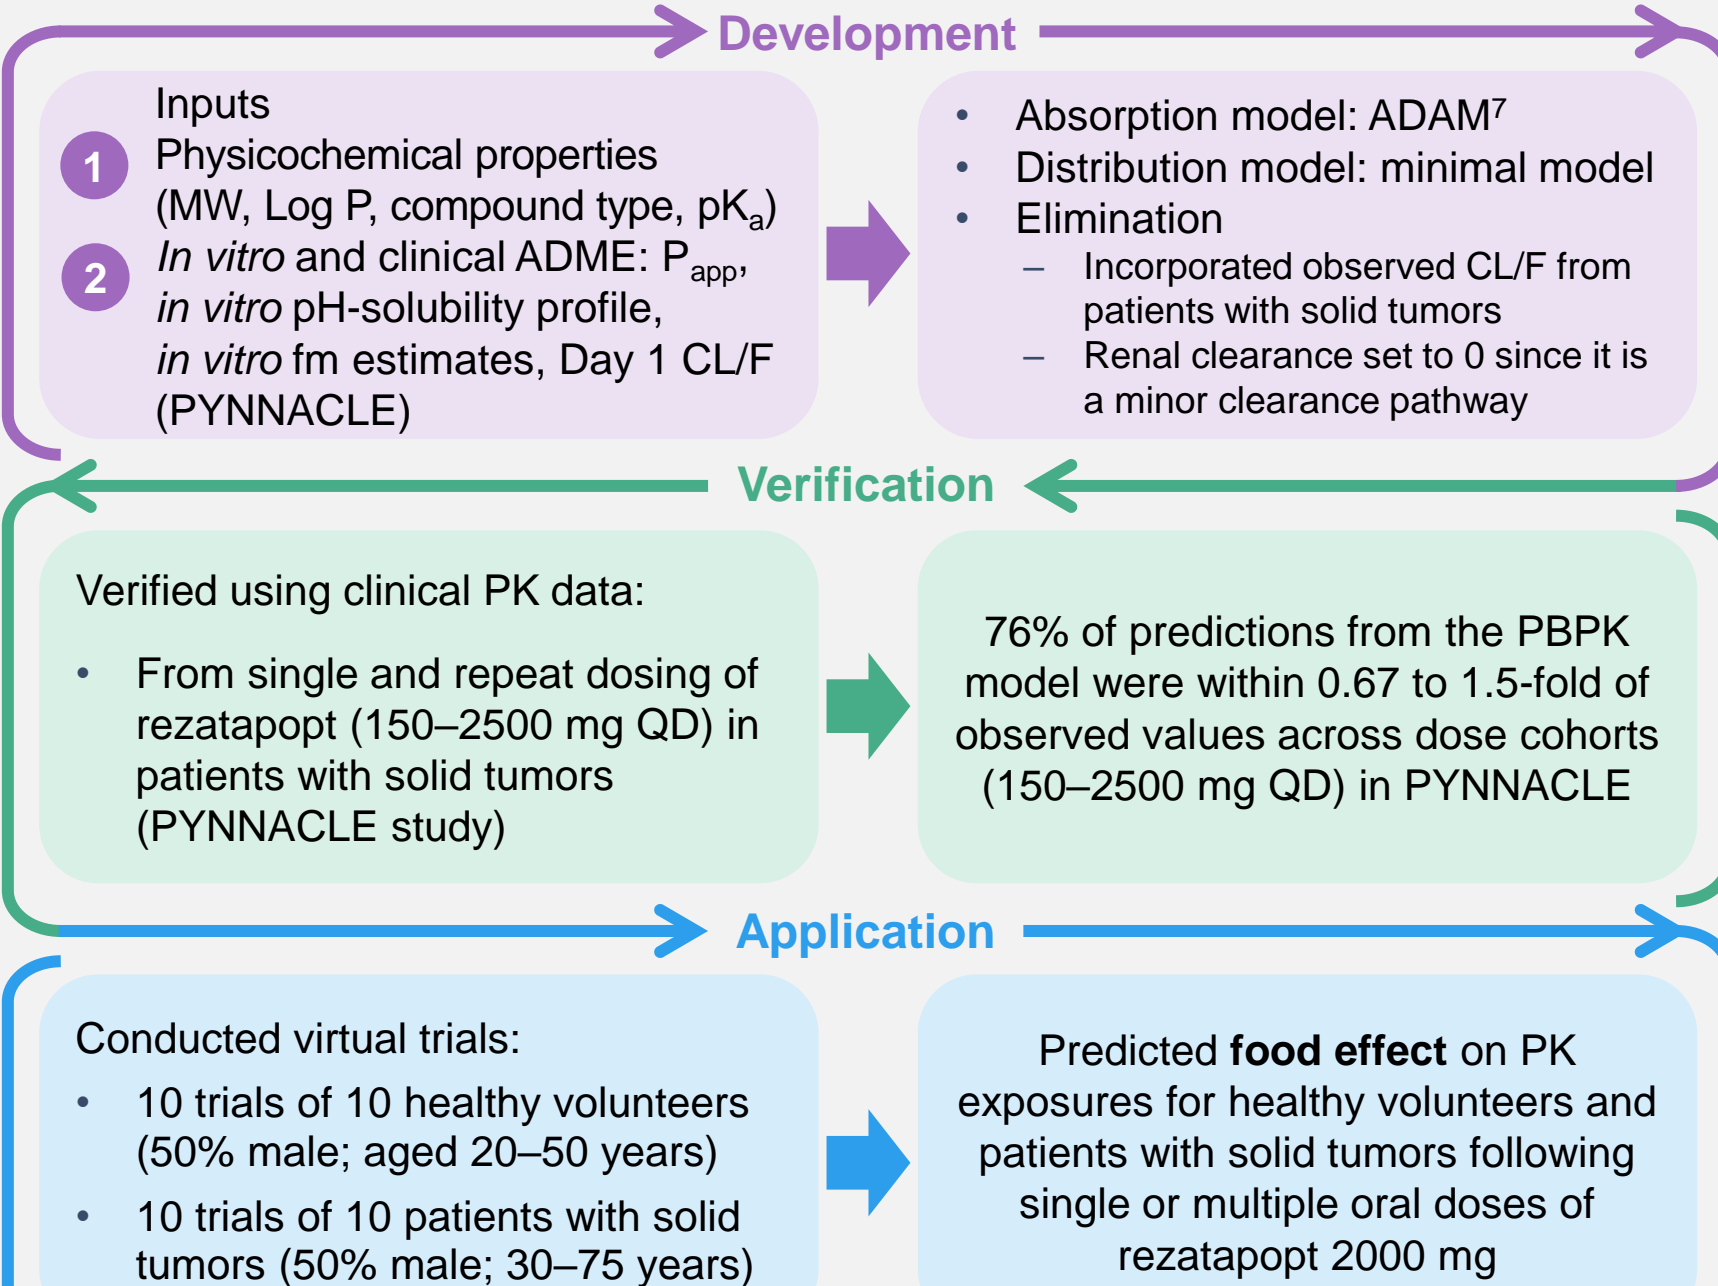 Development
Inputs
1
Physicochemical properties
(MW, Log P, compound type, pKa)
2
In vitro and clinical ADME: Papp,
in vitro pH-solubility profile,
in vitro fm estimates, Day 1 CL/F
(PYNNACLE)
• Absorption model: ADAM⁷
• Distribution model: minimal model
• Elimination
– Incorporated observed CL/F from
patients with solid tumors
– Renal clearance set to 0 since it is
a minor clearance pathway
Verification
Verified using clinical PK data:
• From single and repeat dosing of
rezatapopt (150–2500 mg QD) in
patients with solid tumors
(PYNNACLE study)
76% of predictions from the PBPK
model were within 0.67 to 1.5-fold of
observed values across dose cohorts
(150–2500 mg QD) in PYNNACLE
Application
Conducted virtual trials:
• 10 trials of 10 healthy volunteers
(50% male; aged 20–50 years)
• 10 trials of 10 patients with solid
tumors (50% male; 30–75 years)
Predicted food effect on PK
exposures for healthy volunteers and
patients with solid tumors following
single or multiple oral doses of
rezatapopt 2000 mg